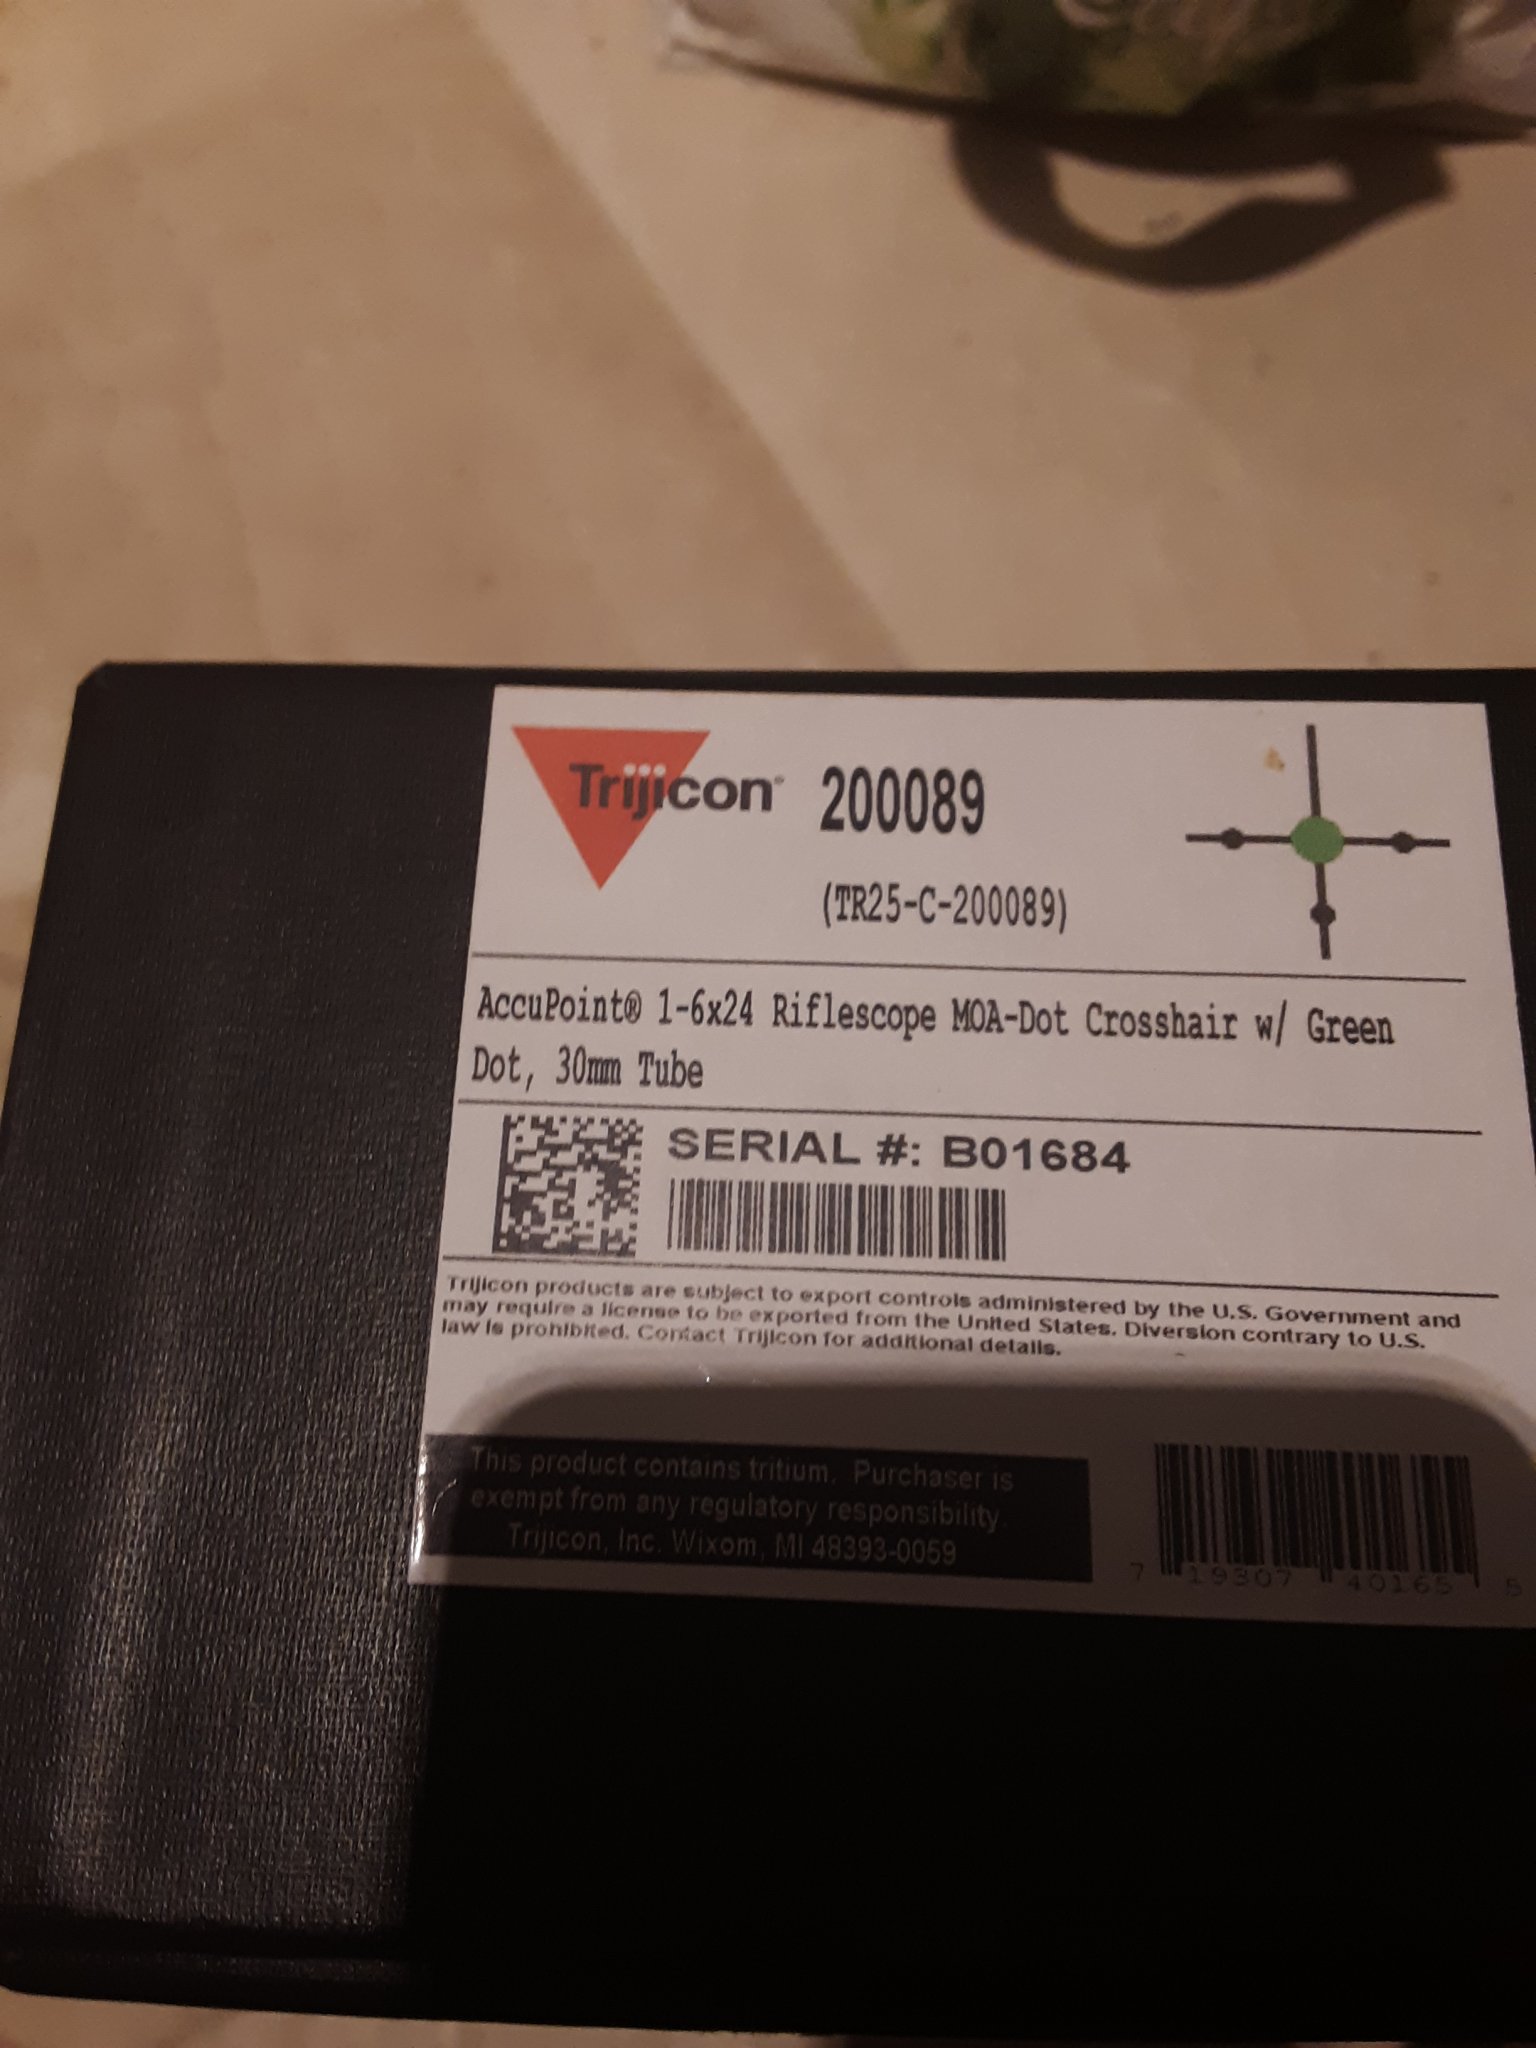 Trijicon®
200089
(TR25-C-200089)
AccuPoint® 1-6x24 Riflescope MOA-Dot Crosshair w/ Green
Dot, 30mm Tube
SERIAL #: B01684
Trijicon products are subject to export controls administered by the U.S. Government and
may require a license to be exported from the United States. Diversion contrary to U.S.
law is prohibited. Contact Trijicon for additional details.
This product contains tritium. Purchaser is
exempt from any regulatory responsibility.
Trijicon, Inc. Wixom, MI 48393-0059
7 19307 40165 5